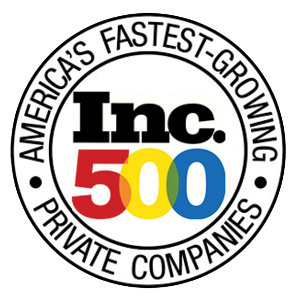 AMERICA'S FASTEST-GROWING
Inc.
500
• PRIVATE COMPANIES •